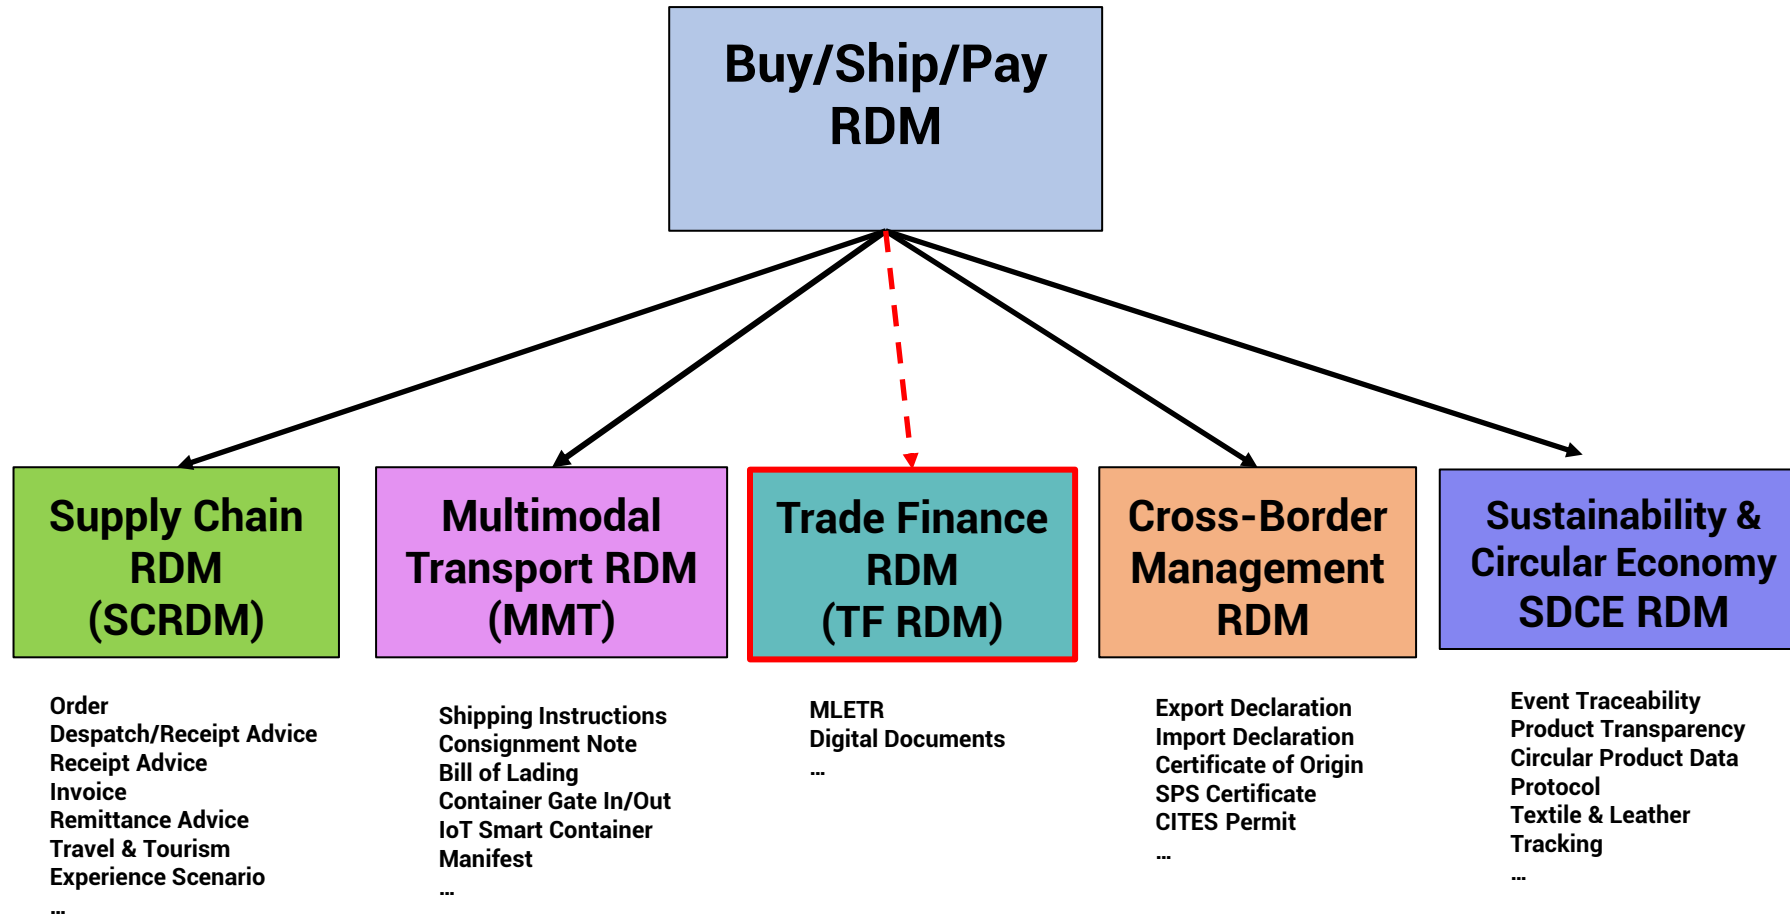 Buy/Ship/Pay
RDM
Supply Chain
RDM
(SCRDM)
Multimodal
Transport RDM
(MMT)
Trade Finance
RDM
(TF RDM)
Cross-Border
Management
RDM
Sustainability &
Circular Economy
SDCE RDM
Order
Despatch/Receipt Advice
Receipt Advice
Invoice
Remittance Advice
Travel & Tourism
Experience Scenario
...
Shipping Instructions
Consignment Note
Bill of Lading
Container Gate In/Out
IoT Smart Container
Manifest
...
MLETR
Digital Documents
...
Export Declaration
Import Declaration
Certificate of Origin
SPS Certificate
CITES Permit
...
Event Traceability
Product Transparency
Circular Product Data
Protocol
Textile & Leather
Tracking
...